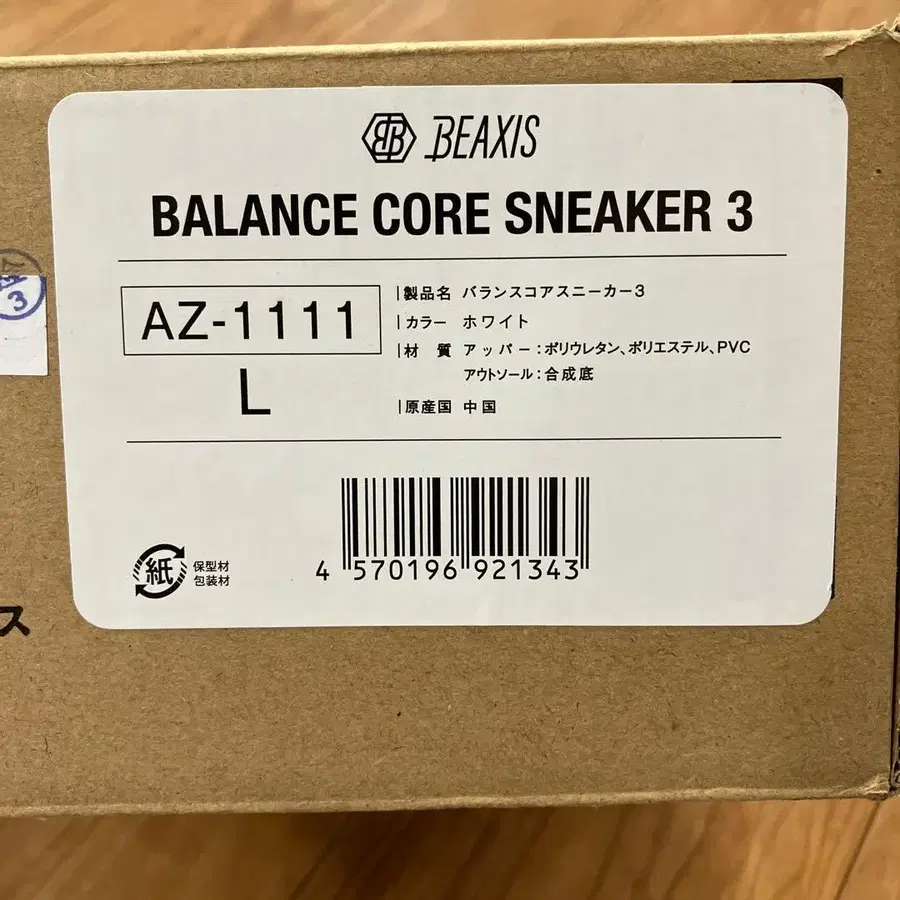 BEAXIS
BALANCE CORE SNEAKER 3
AZ-1111
L
製品名 バランスコアスニーカー3
カラー ホワイト
材 質 アッパー:ポリウレタン、ポリエステル、PVC
アウトソール:合成底
原産国 中国
紙
保型材
包装材
4 570196 921343
3
ス